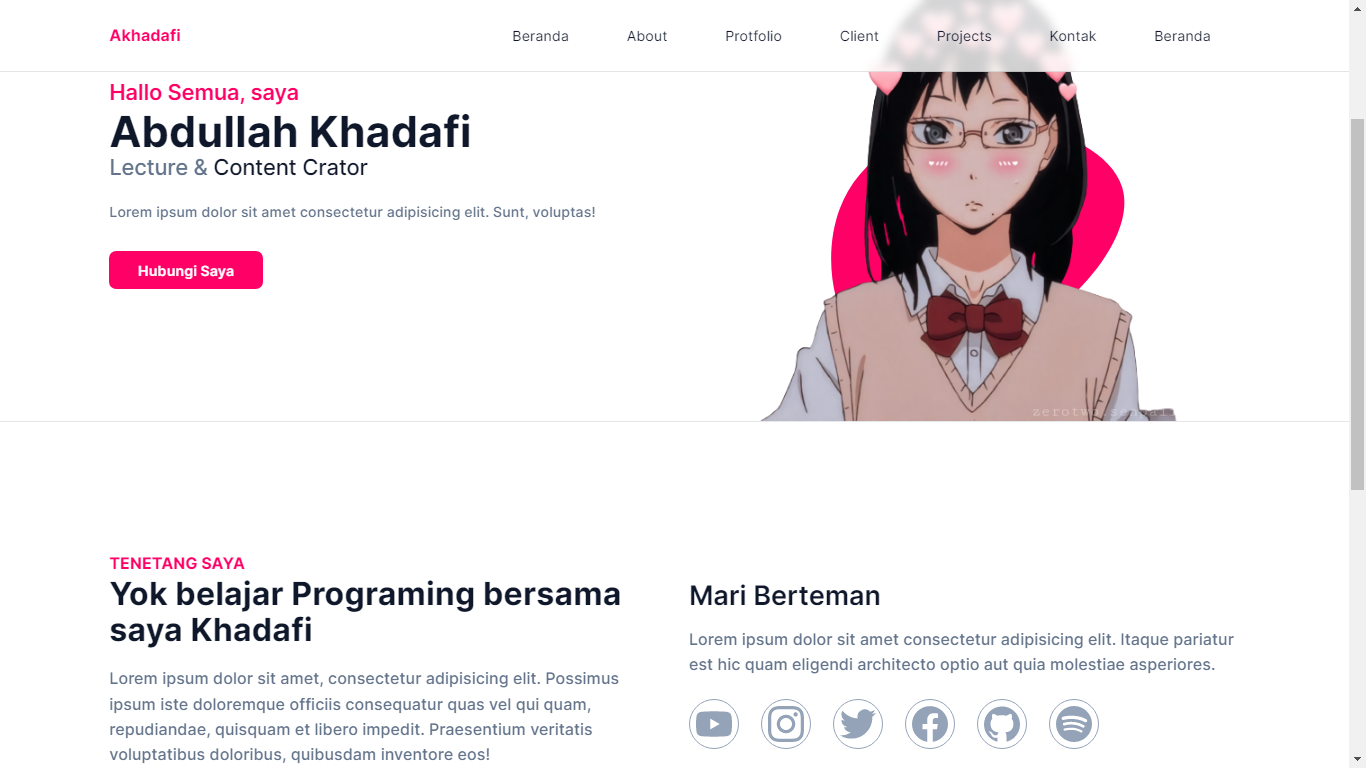 Akhadafi
Beranda
About
Protfolio
Client
Projects
Kontak
Beranda
Hallo Semua, saya
Abdullah Khadafi
Lecture & Content Crator
Lorem ipsum dolor sit amet consectetur adipisicing elit. Sunt, voluptas!
Hubungi Saya
TENETANG SAYA
Yok belajar Programing bersama
saya Khadafi
Lorem ipsum dolor sit amet, consectetur adipisicing elit. Possimus
ipsum iste doloremque officiis consequatur quas vel qui quam,
repudiandae, quisquam et libero impedit. Praesentium veritatis
voluptatibus doloribus, quibusdam inventore eos!
Mari Berteman
Lorem ipsum dolor sit amet consectetur adipisicing elit. Itaque pariatur
est hic quam eligendi architecto optio aut quia molestiae asperiores.